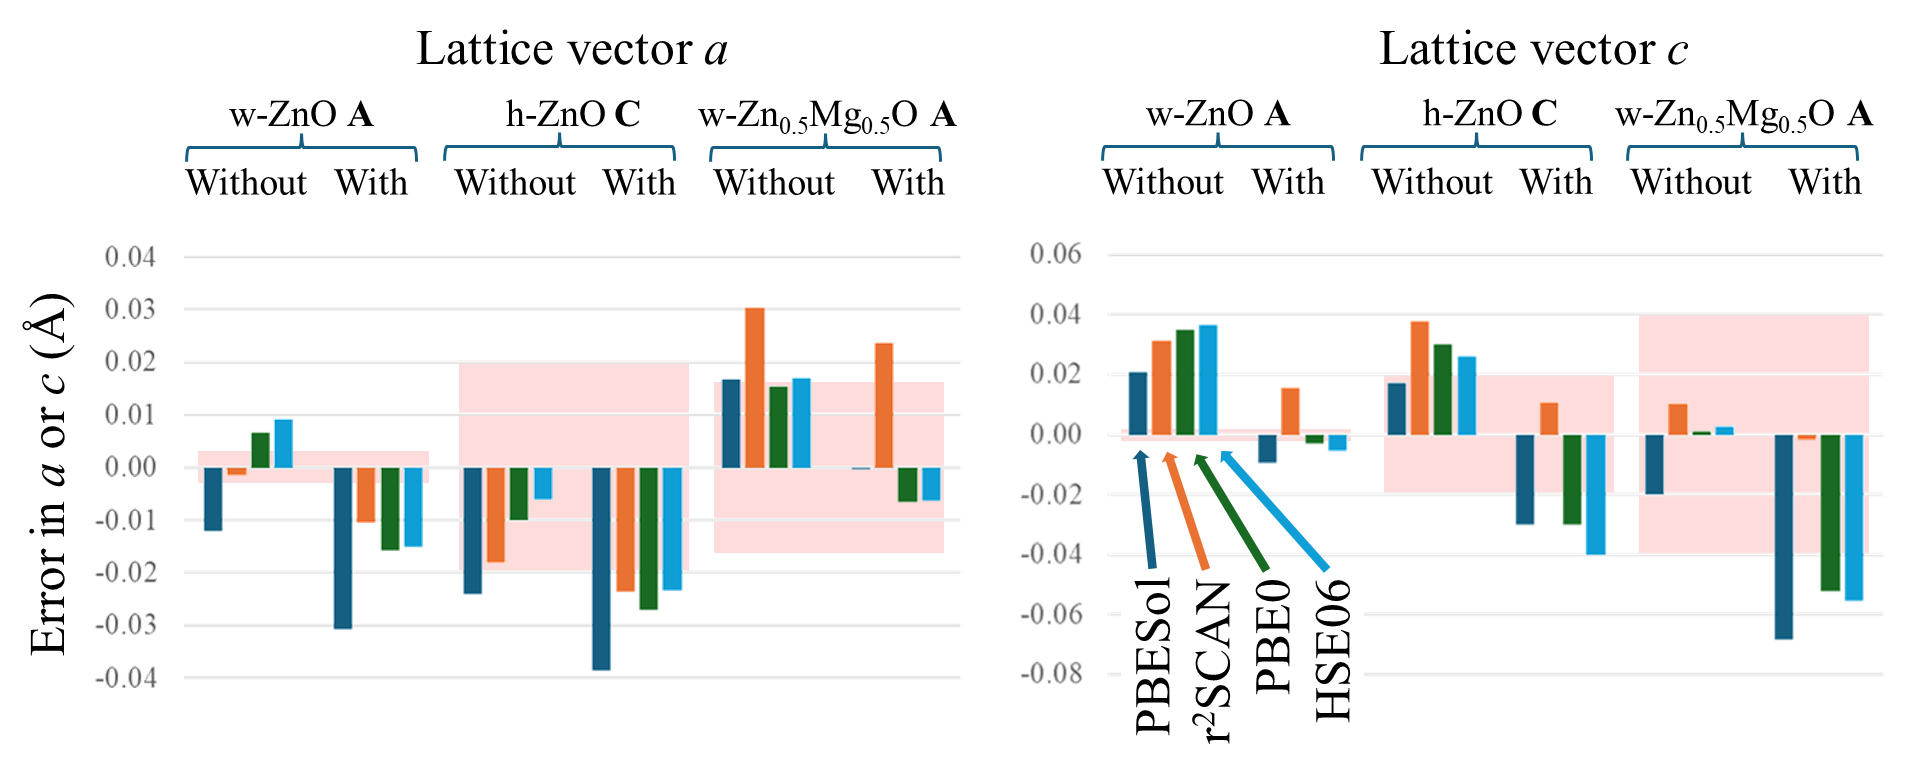 Lattice vector a
Lattice vector c
w-ZnO A
h-ZnO C
w-Zn₀.₅Mg₀.₅O A
w-ZnO A
h-ZnO C
w-Zn₀.₅Mg₀.₅O A
Without With Without With Without With
Without With Without With Without With
Error in a or c (Å)
0.04
0.03
0.02
0.01
0.00
-0.01
-0.02
-0.03
-0.04
0.06
0.04
0.02
0.00
-0.02
-0.04
-0.06
-0.08
PBESol
r²SCAN
PBE0
HSE06